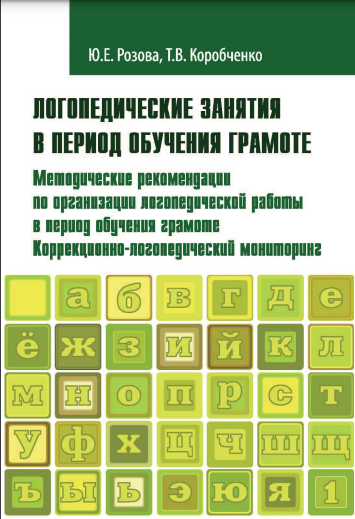 Ю.Е. Розова, Т.В. Коробченко
ЛОГОПЕДИЧЕСКИЕ ЗАНЯТИЯ
В ПЕРИОД ОБУЧЕНИЯ ГРАМОТЕ
Методические рекомендации
по организации логопедической работы
в период обучения грамоте
Коррекционно-логопедический мониторинг
а б в г д е
ё ж з и й к л
м н о п р с т
у ф х ц ч ш щ
ъ ы ь э ю я 1